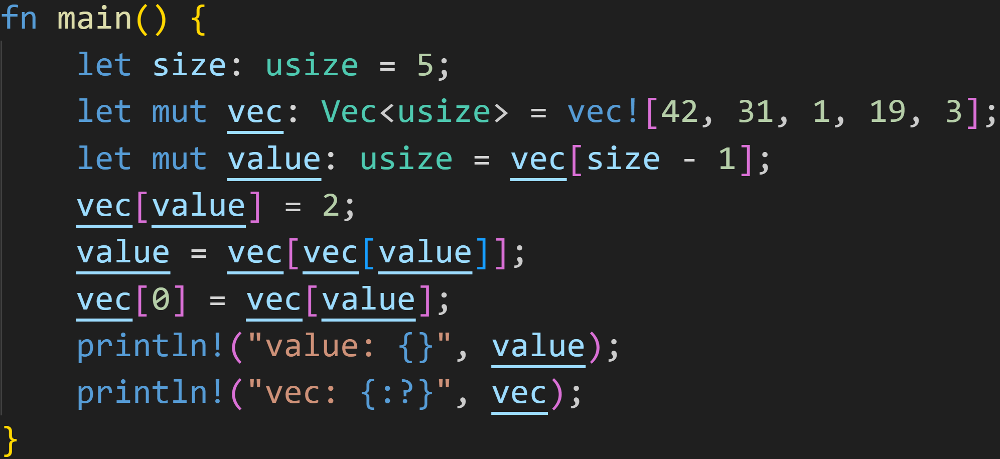 fn main() {
    let size: usize = 5;
    let mut vec: Vec<usize> = vec![42, 31, 1, 19, 3];
    let mut value: usize = vec[size - 1];
    vec[value] = 2;
    value = vec[vec[value]];
    vec[0] = vec[value];
    println!("value: {}", value);
    println!("vec: {:?}", vec);
}